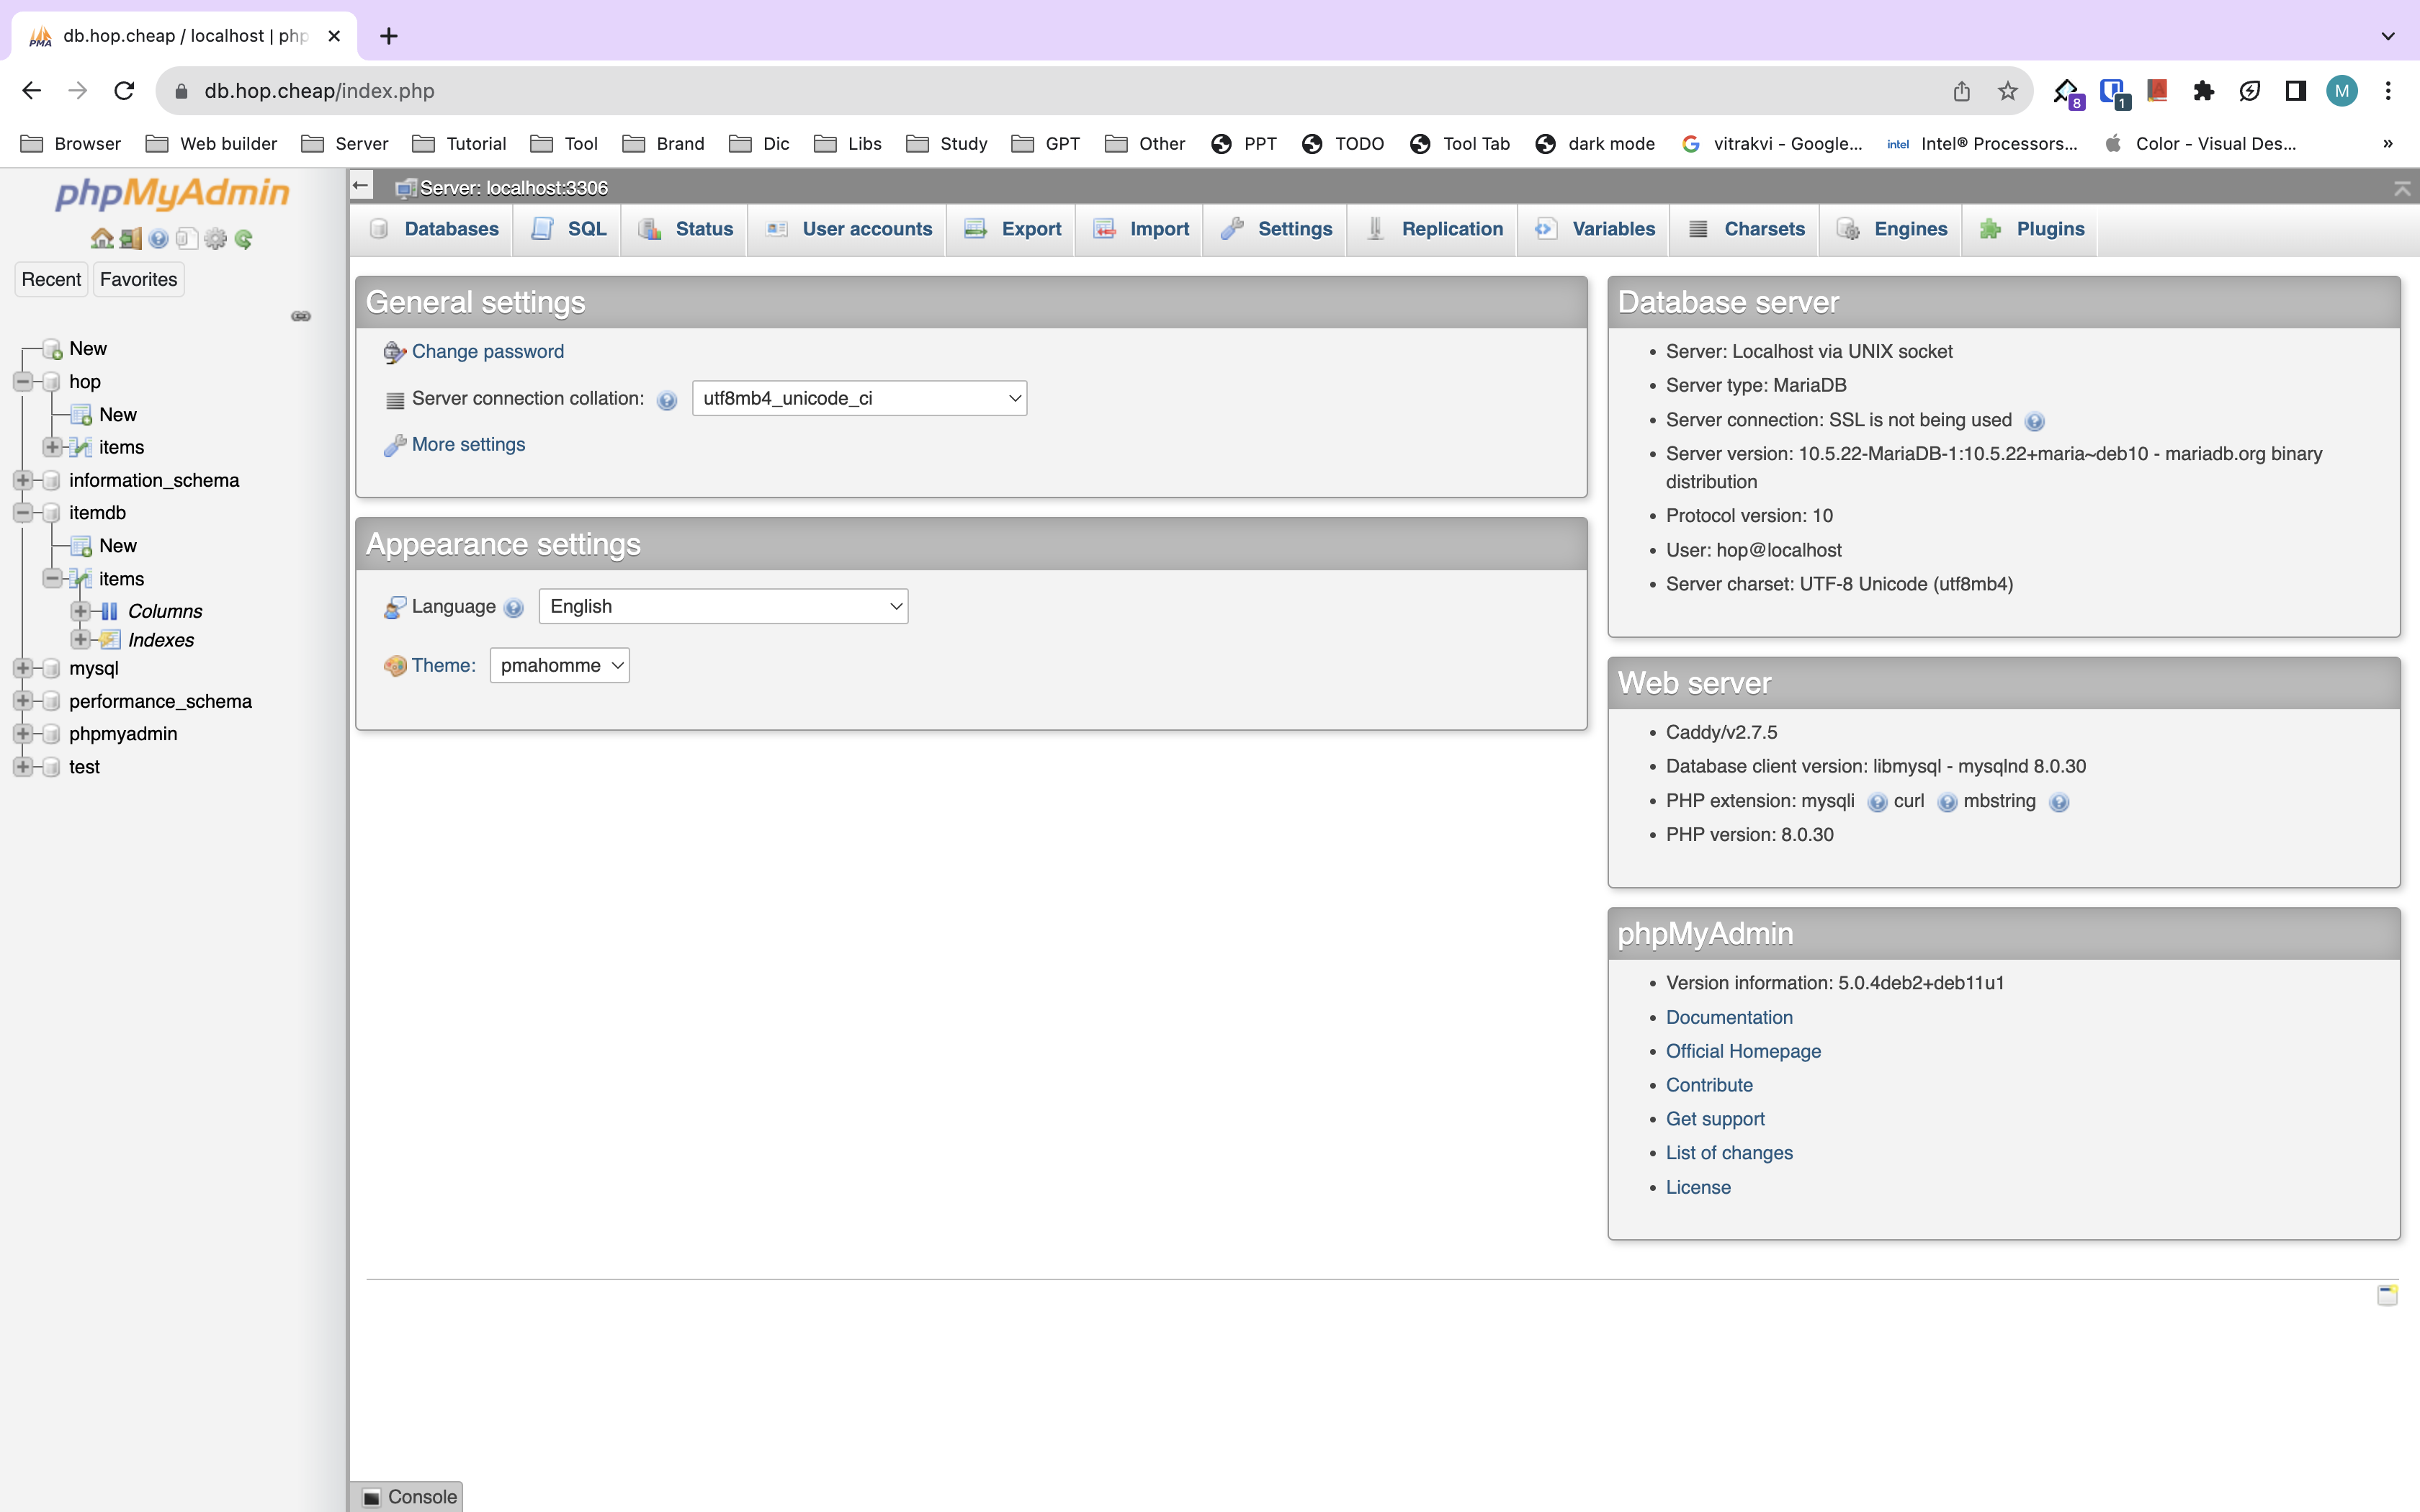 PMA
db.hop.cheap / localhost | php
db.hop.cheap/index.php
8
1
M
Browser
Web builder
Server
Tutorial
Tool
Brand
Dic
Libs
Study
GPT
Other
PPT
TODO
Tool Tab
dark mode
vitrakvi - Google...
intel
Intel® Processors...
Color - Visual Des...
»
phpMyAdmin
Recent
Favorites
New
hop
New
items
information_schema
itemdb
New
items
Columns
Indexes
mysql
performance_schema
phpmyadmin
test
Server: localhost:3306
Databases
SQL
Status
User accounts
Export
Import
Settings
Replication
Variables
Charsets
Engines
Plugins
General settings
Change password
Server connection collation:
utf8mb4_unicode_ci
More settings
Appearance settings
Language
English
Theme:
pmahomme
Database server
Server: Localhost via UNIX socket
Server type: MariaDB
Server connection: SSL is not being used
Server version: 10.5.22-MariaDB-1:10.5.22+maria~deb10 - mariadb.org binary
distribution
Protocol version: 10
User: hop@localhost
Server charset: UTF-8 Unicode (utf8mb4)
Web server
Caddy/v2.7.5
Database client version: libmysql - mysqlnd 8.0.30
PHP extension: mysqli curl mbstring
PHP version: 8.0.30
phpMyAdmin
Version information: 5.0.4deb2+deb11u1
Documentation
Official Homepage
Contribute
Get support
List of changes
License
Console